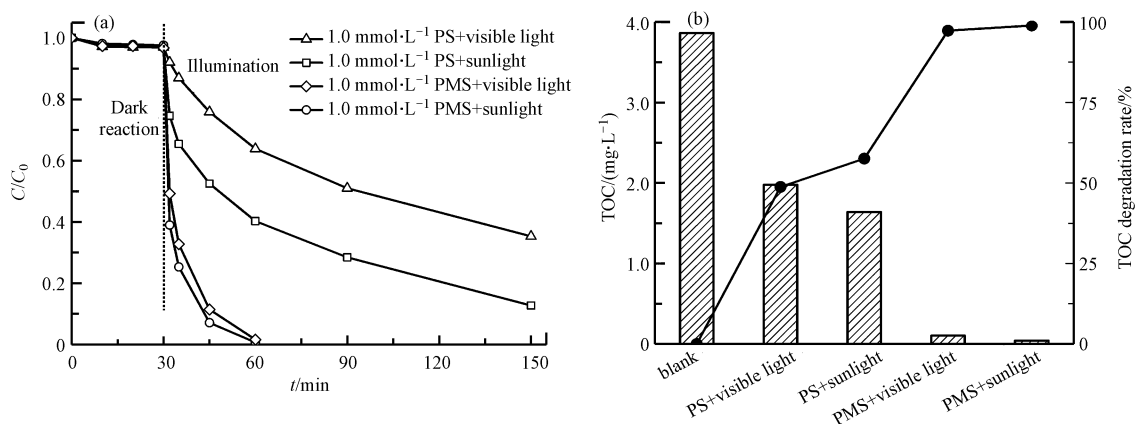 (a)
1.0 mmol·L⁻¹ PS+visible light
1.0 mmol·L⁻¹ PS+sunlight
1.0 mmol·L⁻¹ PMS+visible light
1.0 mmol·L⁻¹ PMS+sunlight
Illumination
Dark
reaction
C/C₀
1.0
0.8
0.6
0.4
0.2
0
0
30
60
90
120
150
t/min
(b)
TOC/(mg·L⁻¹)
4.0
3.0
2.0
1.0
0
100
75
50
25
0
TOC degradation rate/%
blank
PS+visible light
PS+sunlight
PMS+visible light
PMS+sunlight